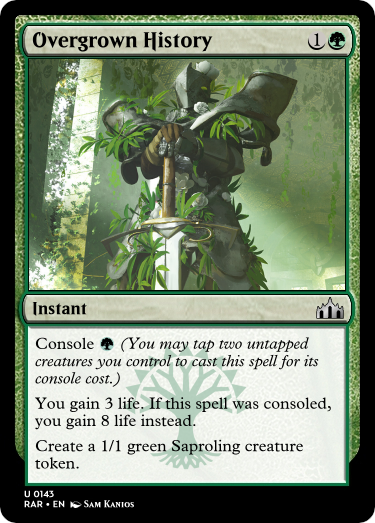 Overgrown History 1
Instant
Console (You may tap two untapped
creatures you control to cast this spell for its
console cost.)
You gain 3 life. If this spell was consoled,
you gain 8 life instead.
Create a 1/1 green Saproling creature
token.
U 0143
RAR • EN Sam Kanios